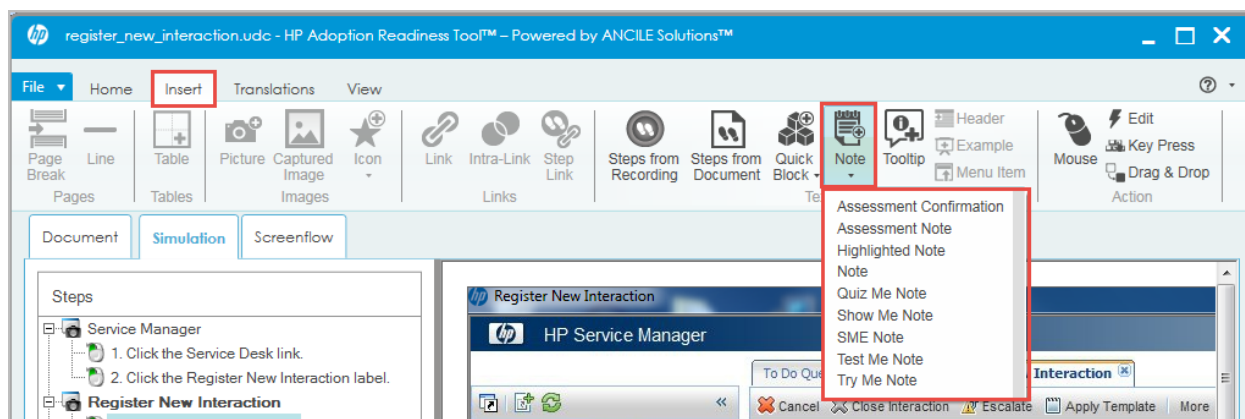 hp register_new_interaction.udc - HP Adoption Readiness Tool™ – Powered by ANCILE Solutions™
File Home Insert Translations View
Page Break
Line
Table
Picture
Captured Image
Icon
Link
Intra-Link
Step Link
Steps from Recording
Steps from Document
Quick Block
Note
Tooltip
Header
Example
Menu Item
Mouse
Edit
Key Press
Drag & Drop
Pages
Tables
Images
Links
Te
Action
Assessment Confirmation
Assessment Note
Highlighted Note
Note
Quiz Me Note
Show Me Note
SME Note
Test Me Note
Try Me Note
Document Simulation Screenflow
Steps
Service Manager
1. Click the Service Desk link.
2. Click the Register New Interaction label.
Register New Interaction
hp Register New Interaction
hp HP Service Manager
To Do Qu
Interaction
Cancel Close Interaction Escalate Apply Template More